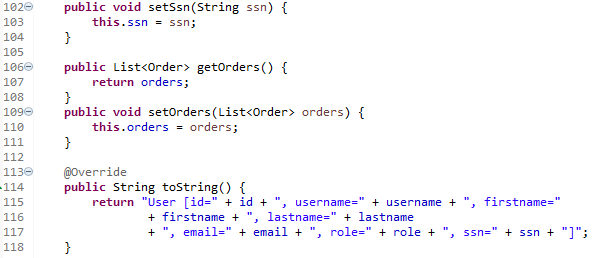 102 public void setSsn(String ssn) {
103 this.ssn = ssn;
104 }
105
106 public List<Order> getOrders() {
107 return orders;
108 }
109 public void setOrders(List<Order> orders) {
110 this.orders = orders;
111 }
112
113 @Override
114 public String toString() {
115 return "User [id=" + id + ", username=" + username + ", firstname="
116 + firstname + ", lastname=" + lastname
117 + ", email=" + email + ", role=" + role + ", ssn=" + ssn + "]";
118 }